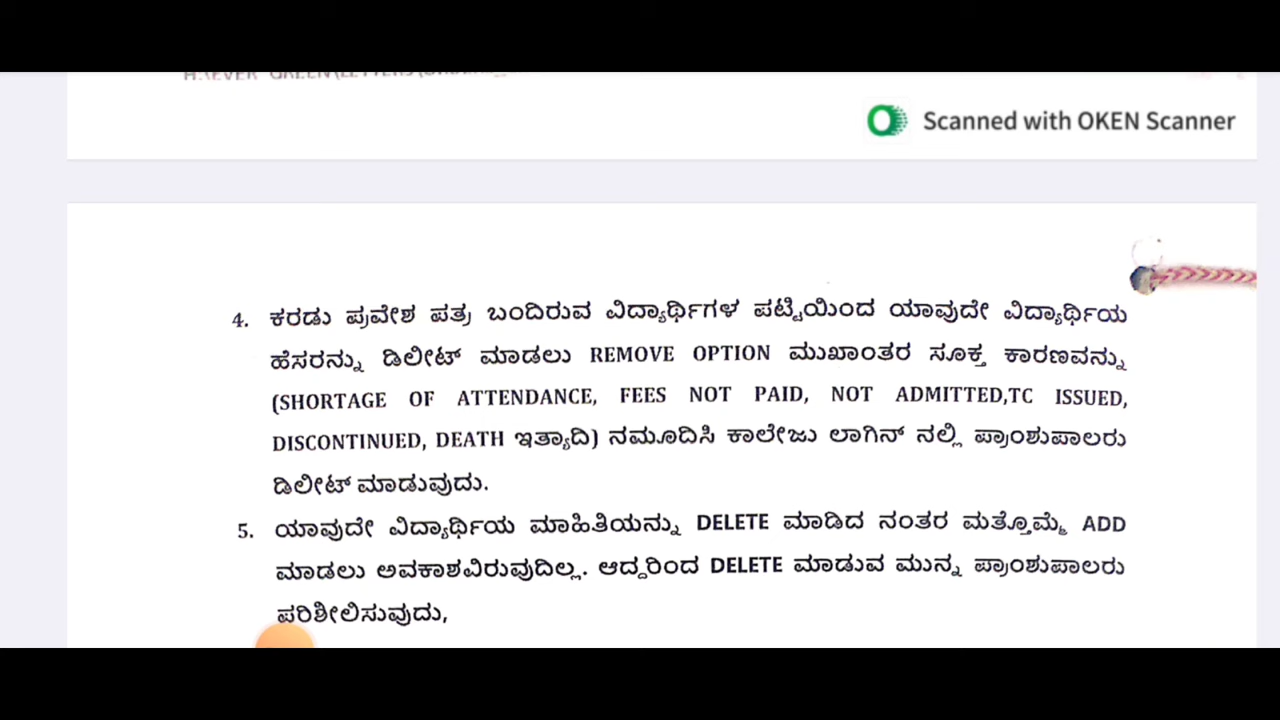 Scanned with OKEN Scanner
4. ಕರಡು ಪ್ರವೇಶ ಪತ್ರ ಬಂದಿರುವ ವಿದ್ಯಾರ್ಥಿಗಳ ಪಟ್ಟಿಯಿಂದ ಯಾವುದೇ ವಿದ್ಯಾರ್ಥಿಯ
ಹೆಸರನ್ನು ಡಿಲೀಟ್ ಮಾಡಲು REMOVE OPTION ಮುಖಾಂತರ ಸೂಕ್ತ ಕಾರಣವನ್ನು
(SHORTAGE OF ATTENDANCE, FEES NOT PAID, NOT ADMITTED,TC ISSUED,
DISCONTINUED, DEATH ಇತ್ಯಾದಿ) ನಮೂದಿಸಿ ಕಾಲೇಜು ಲಾಗಿನ್ ನಲ್ಲಿ ಪ್ರಾಂಶುಪಾಲರು
ಡಿಲೀಟ್ ಮಾಡುವುದು.
5. ಯಾವುದೇ ವಿದ್ಯಾರ್ಥಿಯ ಮಾಹಿತಿಯನ್ನು DELETE ಮಾಡಿದ ನಂತರ ಮತ್ತೊಮ್ಮೆ ADD
ಮಾಡಲು ಅವಕಾಶವಿರುವುದಿಲ್ಲ. ಆದ್ದರಿಂದ DELETE ಮಾಡುವ ಮುನ್ನ ಪ್ರಾಂಶುಪಾಲರು
ಪರಿಶೀಲಿಸುವುದು,